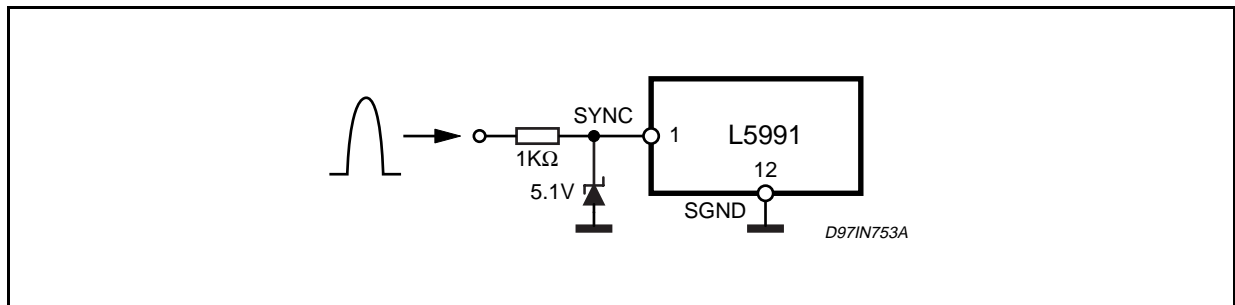 SYNC
1
L5991
1KΩ
12
5.1V
SGND
D97IN753A